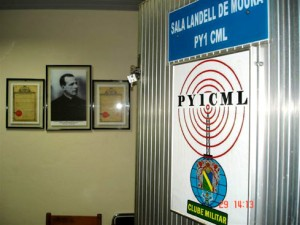 SALA LANDELL DE MOURA
PY1 CML
PY1CML
CLUBE MILITAR
29 14:13